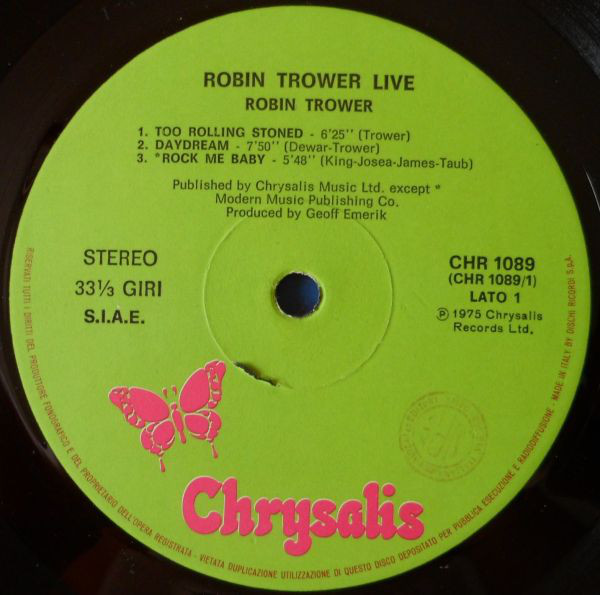 ROBIN TROWER LIVE
ROBIN TROWER
1. TOO ROLLING STONED - 6'25'' (Trower)
2. DAYDREAM - 7'50'' (Dewar-Trower)
3. *ROCK ME BABY - 5'48'' (King-Josea-James-Taub)
Published by Chrysalis Music Ltd. except *
Modern Music Publishing Co.
Produced by Geoff Emerik
STEREO
33⅓ GIRI
S.I.A.E.
CHR 1089
(CHR 1089/1)
LATO 1
℗ 1975 Chrysalis
Records Ltd.
Chrysalis
RISERVATI TUTTI I DIRITTI DEL PRODUTTORE FONOGRAFICO E DEL PROPRIETARIO DELL'OPERA REGISTRATA - VIETATA DUPLICAZIONE UTILIZZAZIONE DI QUESTO DISCO DEPOSITATO PER PUBBLICA ESECUZIONE E RADIODIFFUSIONE - MADE IN ITALY BY DISCHI RICORDI S.p.A.